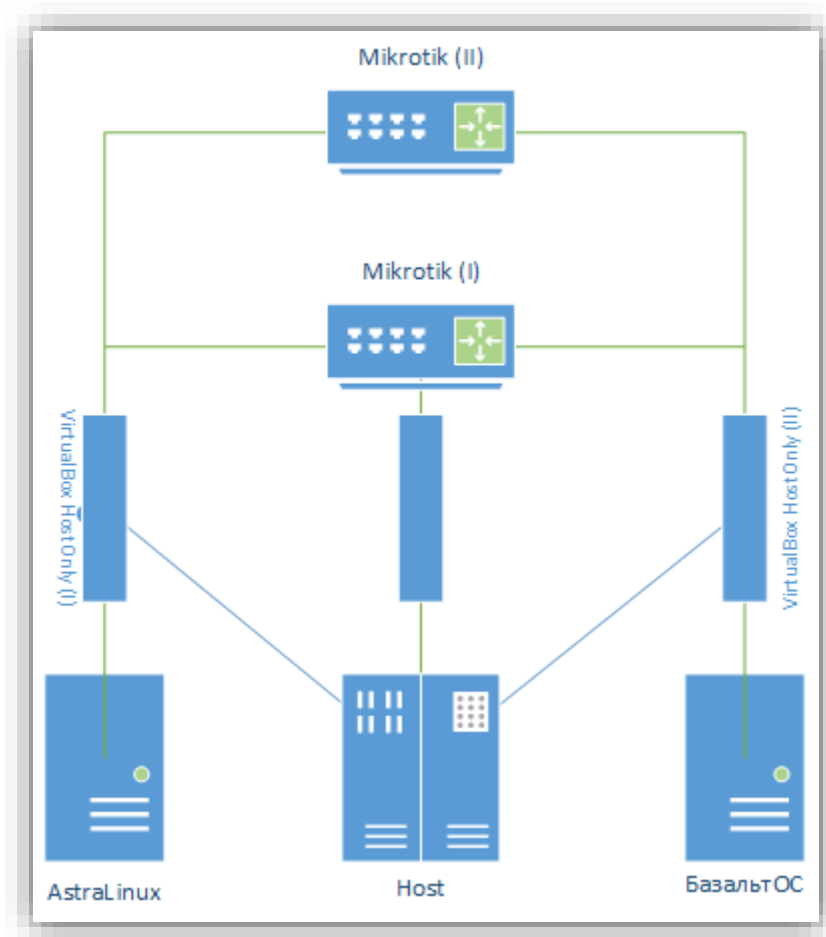 Mikrotik (II)
Mikrotik (I)
VirtualBox HostOnly (I)
VirtualBox HostOnly (II)
AstraLinux
Host
БазальтОС